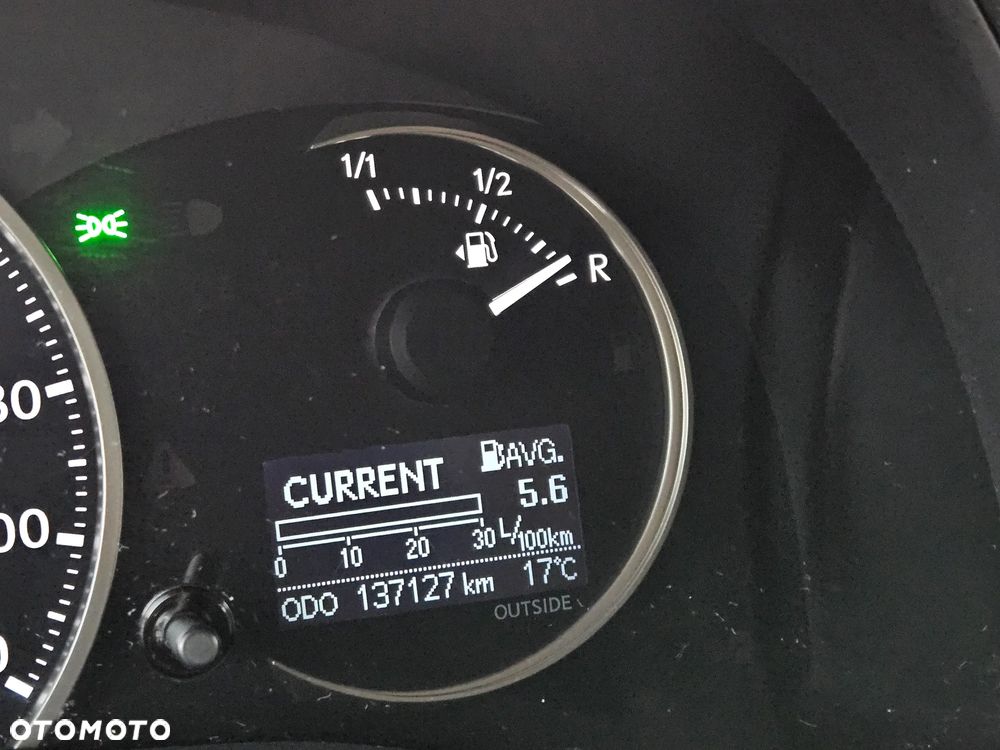 1/1
1/2
R
CURRENT
AVG.
5.6
0 10 20 30 L/100km
ODO 137127 km 17°C
OUTSIDE
OTOMOTO